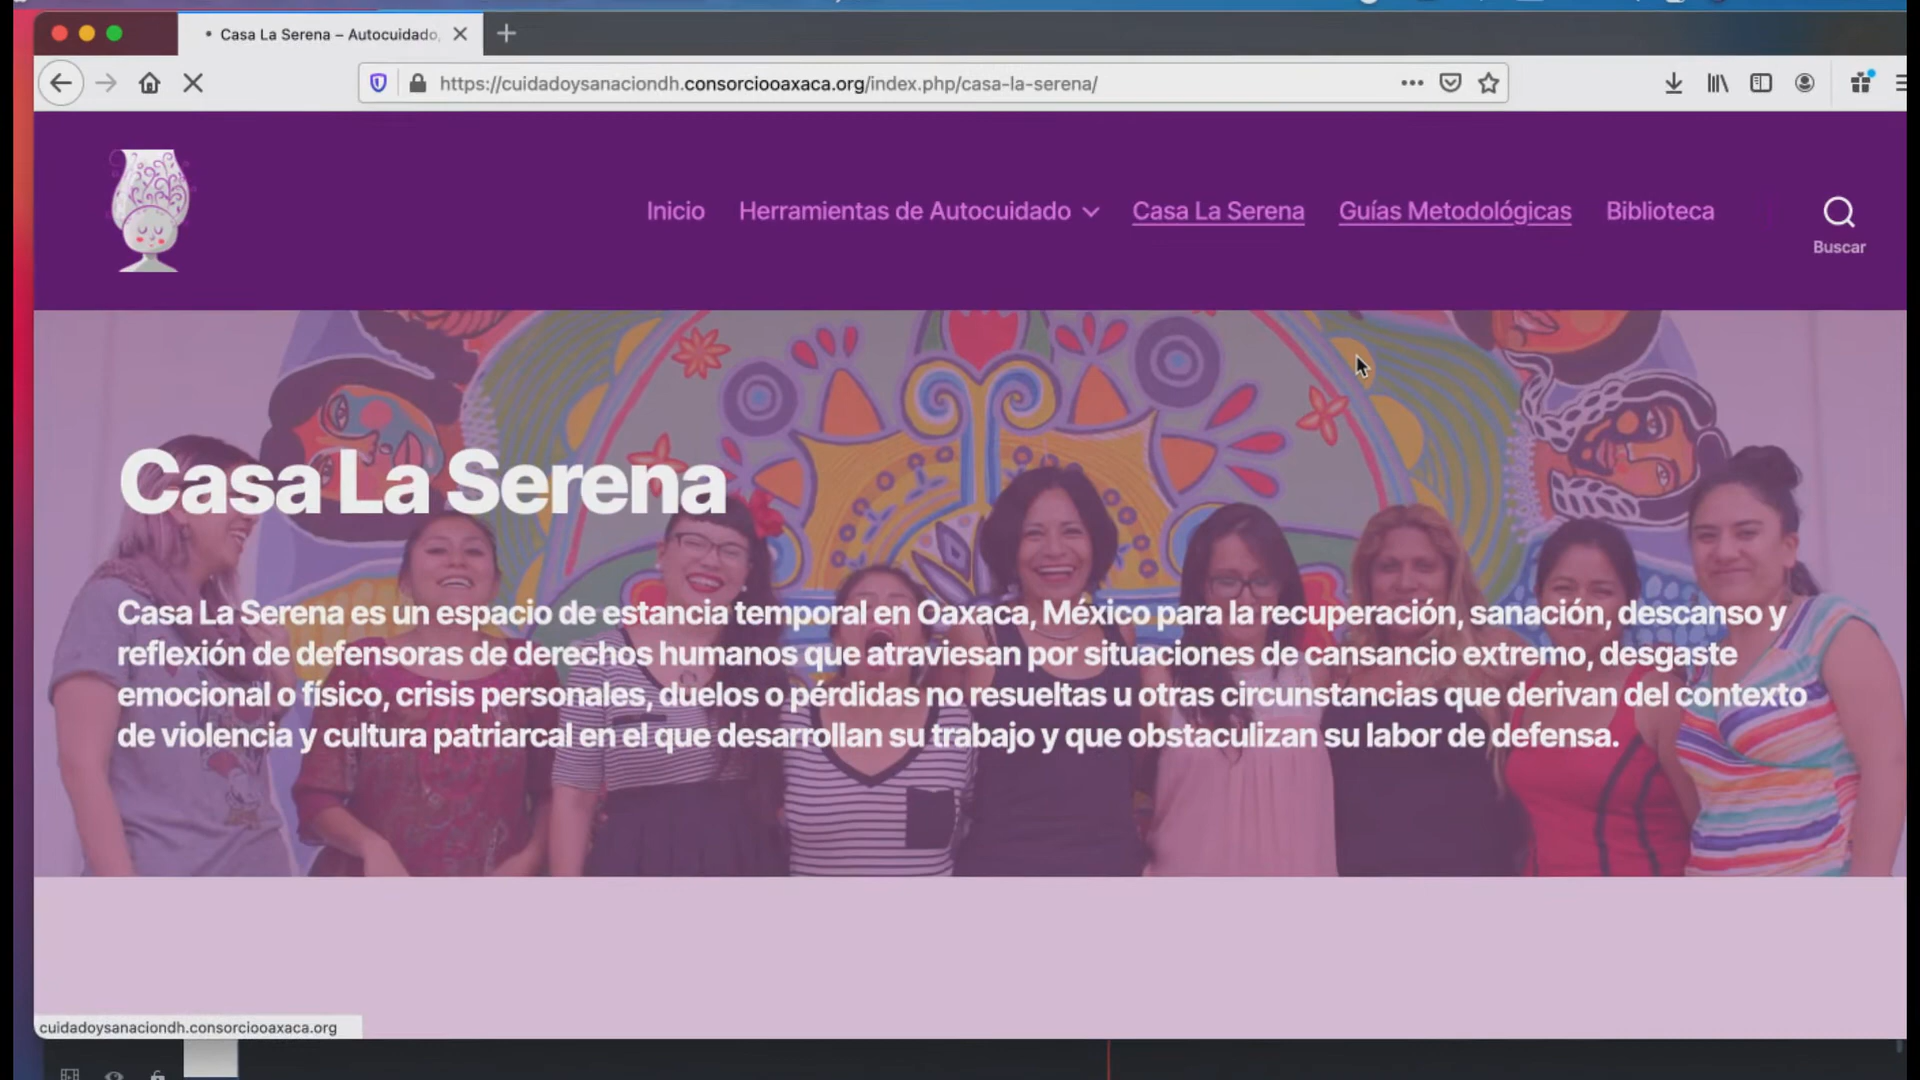 Casa La Serena – Autocuidado,
https://cuidadoysanaciondh.consorciooaxaca.org/index.php/casa-la-serena/
Inicio Herramientas de Autocuidado Casa La Serena Guías Metodológicas Biblioteca
Buscar
Casa La Serena
Casa La Serena es un espacio de estancia temporal en Oaxaca, México para la recuperación, sanación, descanso y
reflexión de defensoras de derechos humanos que atraviesan por situaciones de cansancio extremo, desgaste
emocional o físico, crisis personales, duelos o pérdidas no resueltas u otras circunstancias que derivan del contexto
de violencia y cultura patriarcal en el que desarrollan su trabajo y que obstaculizan su labor de defensa.
cuidadoysanaciondh.consorciooaxaca.org